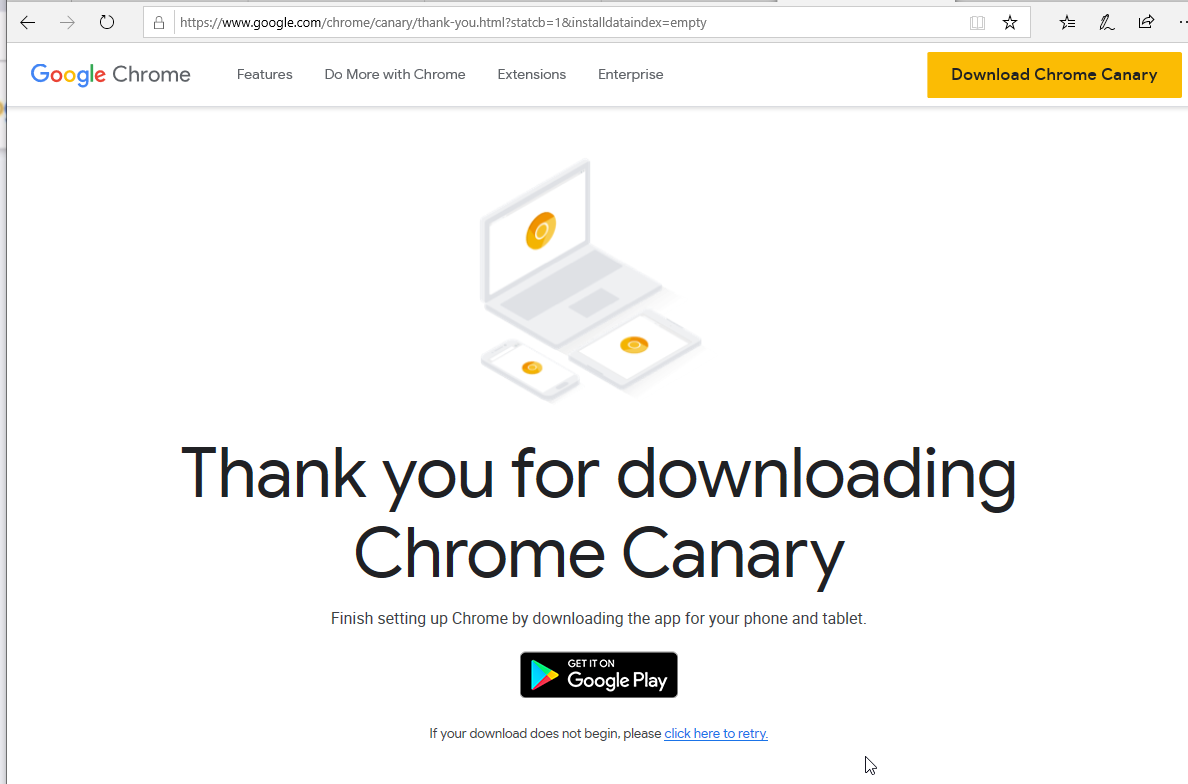 https://www.google.com/chrome/canary/thank-you.html?statcb=1&installdataindex=empty
Google Chrome
Features
Do More with Chrome
Extensions
Enterprise
Download Chrome Canary
Thank you for downloading
Chrome Canary
Finish setting up Chrome by downloading the app for your phone and tablet.
GET IT ON
Google Play
If your download does not begin, please click here to retry.